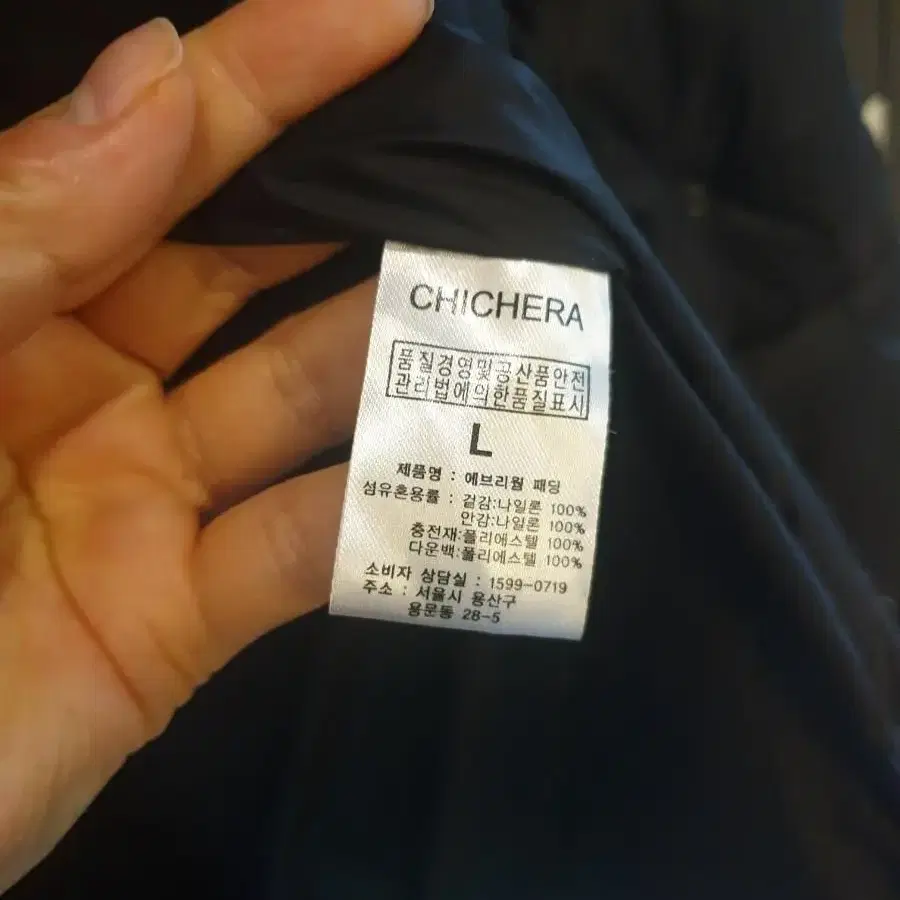 CHICHERA
품질경영및공산품안전
관리법에의한품질표시
L
제품명 : 에브리월 패딩
섬유혼용률 : 겉감:나일론 100%
안감:나일론 100%
충전재:폴리에스텔 100%
다운백:폴리에스텔 100%
소비자 상담실 : 1599-0719
주소 : 서울시 용산구
용문동 28-5